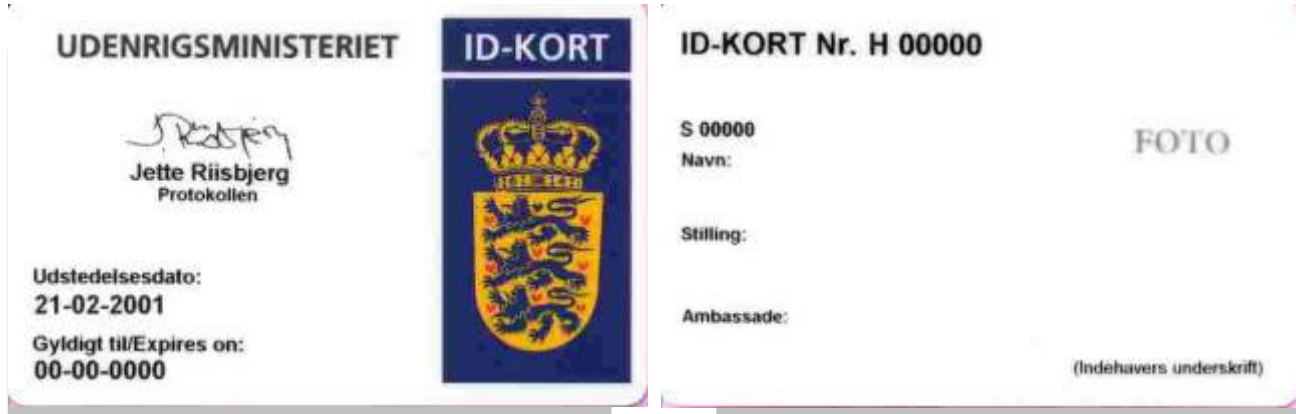 UDENRIGSMINISTERIET
ID-KORT
Jette Riisbjerg
Protokollen
Udstedelsesdato:
21-02-2001
Gyldigt til/Expires on:
00-00-0000
ID-KORT Nr. H 00000
S 00000
FOTO
Navn:
Stilling:
Ambassade:
(Indehavers underskrift)